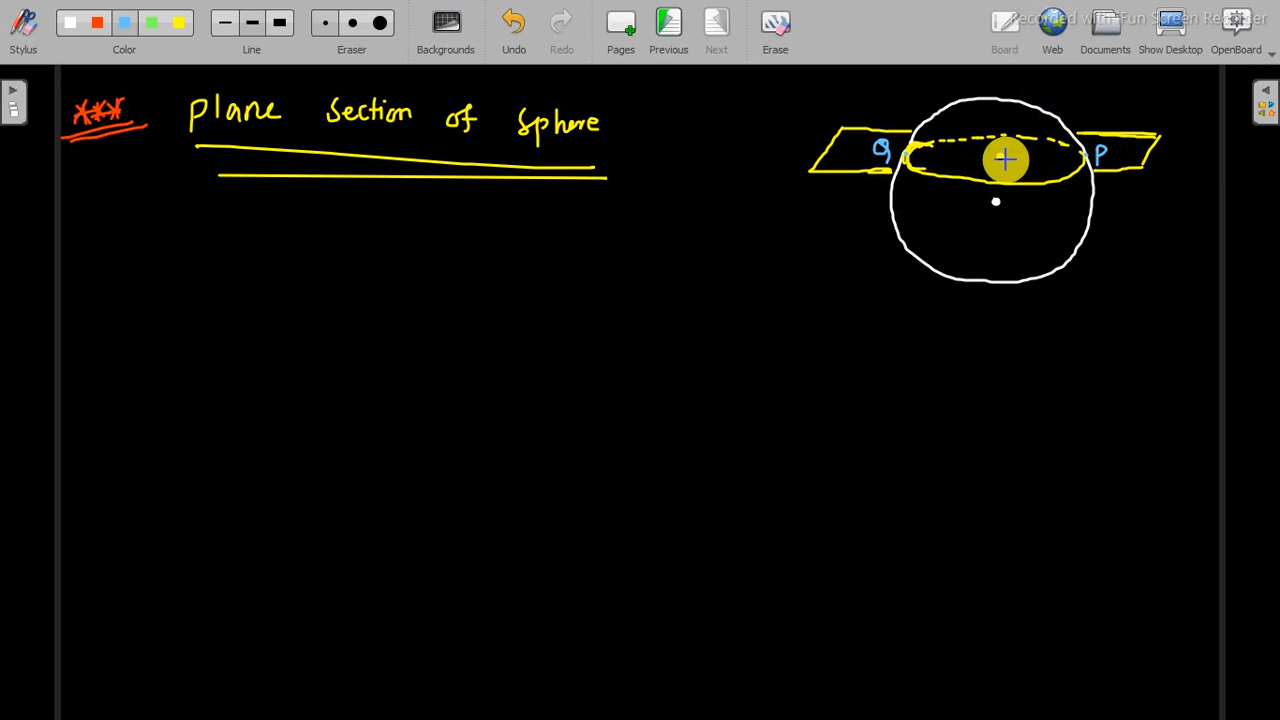 Recorded with iFun Screen Recorder
Stylus Color Line Eraser Backgrounds Undo Redo Pages Previous Next Erase Board Web Documents Show Desktop OpenBoard
*** Plane Section of Sphere
Q P